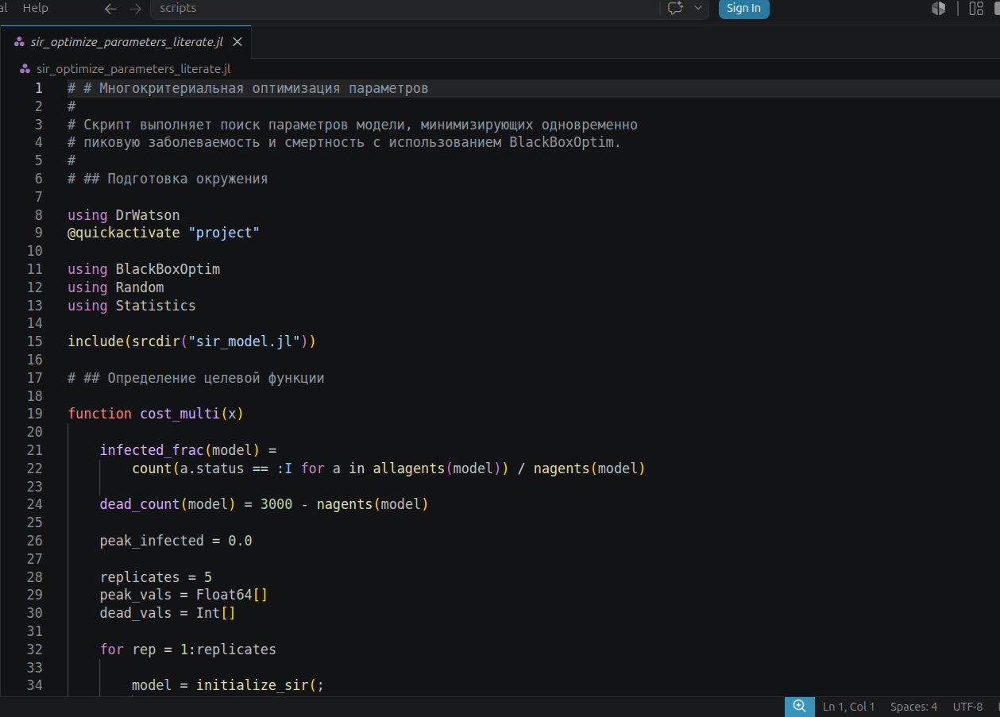 al Help scripts Sign In
sir_optimize_parameters_literate.jl
sir_optimize_parameters_literate.jl
1 # # Многокритериальная оптимизация параметров
2 #
3 # Скрипт выполняет поиск параметров модели, минимизирующих одновременно
4 # пиковую заболеваемость и смертность с использованием BlackBoxOptim.
5 #
6 # ## Подготовка окружения
7
8 using DrWatson
9 @quickactivate "project"
10
11 using BlackBoxOptim
12 using Random
13 using Statistics
14
15 include(srcdir("sir_model.jl"))
16
17 # ## Определение целевой функции
18
19 function cost_multi(x)
20
21     infected_frac(model) =
22         count(a.status == :I for a in allagents(model)) / nagents(model)
23
24     dead_count(model) = 3000 - nagents(model)
25
26     peak_infected = 0.0
27
28     replicates = 5
29     peak_vals = Float64[]
30     dead_vals = Int[]
31
32     for rep = 1:replicates
33
34         model = initialize_sir(;
Ln 1, Col 1 Spaces: 4 UTF-8